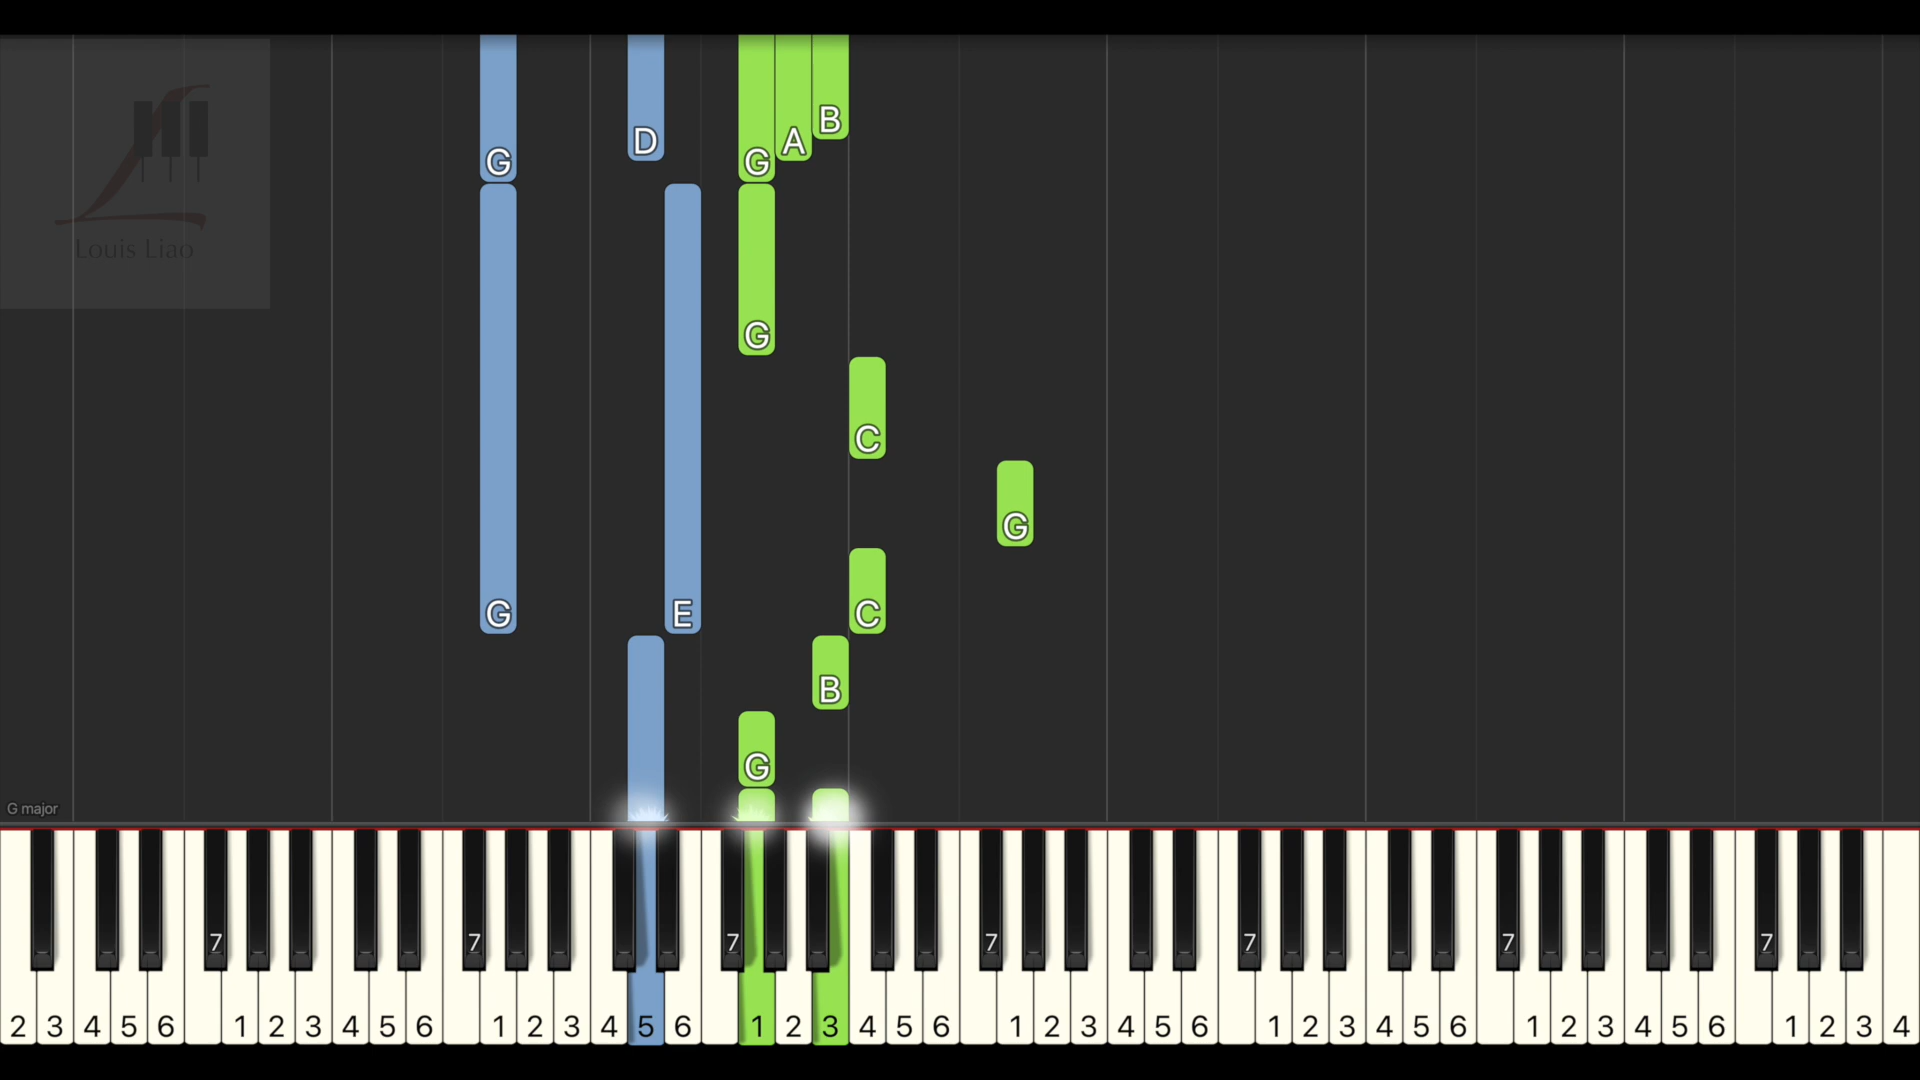 B
D A
G G
Louis Liao
G
C
G
G E C
B
G
G major
7 7 7 7 7 7 7
2 3 4 5 6 1 2 3 4 5 6 1 2 3 4 5 6 1 2 3 4 5 6 1 2 3 4 5 6 1 2 3 4 5 6 1 2 3 4 5 6 1 2 3 4